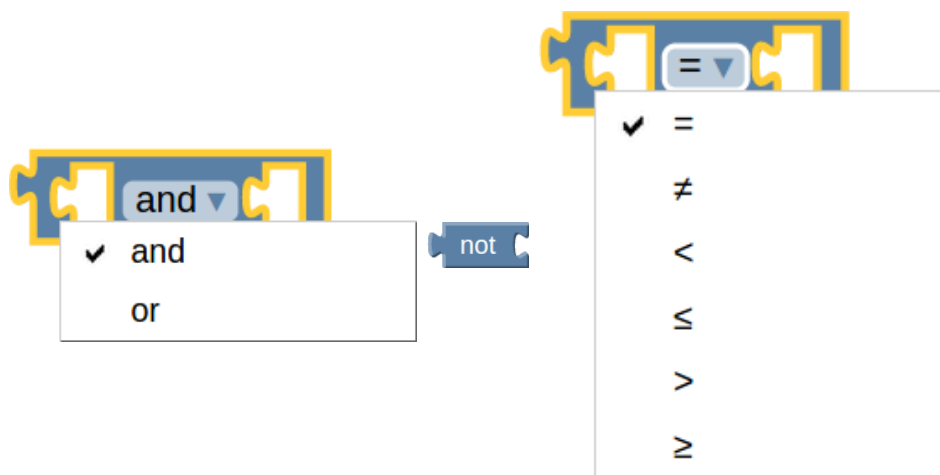 and ▼
✓ and
or
not
= ▼
✓ =
≠
<
≤
>
≥